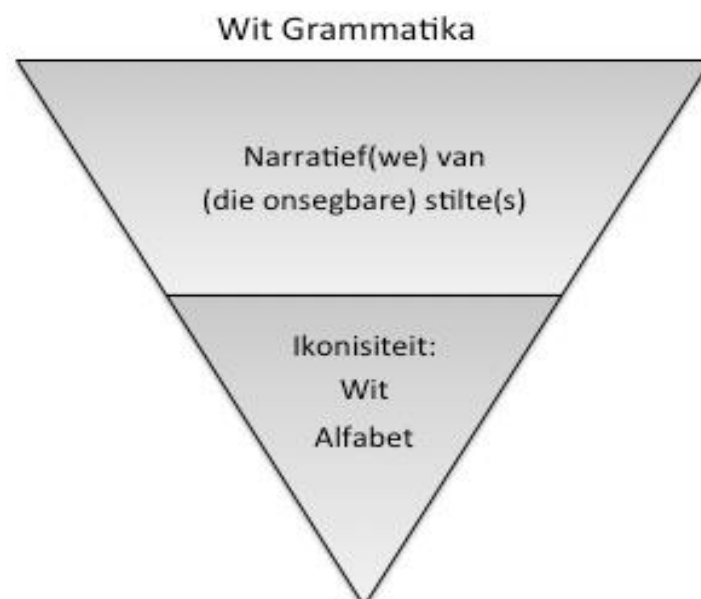 Wit Grammatika
Narratief(we) van
(die onsegbare) stilte(s)
Ikonisiteit:
Wit
Alfabet